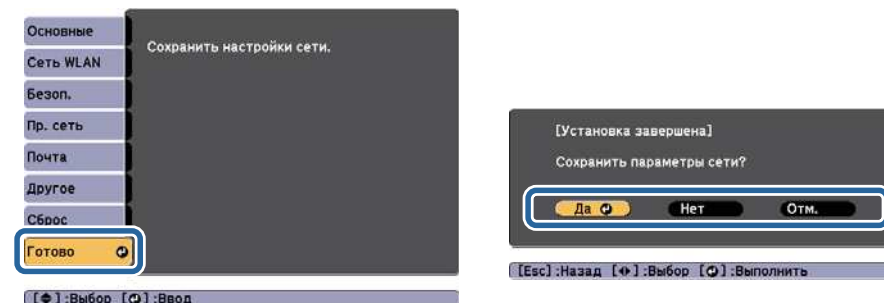 Основные
Сеть WLAN
Безоп.
Пр. сеть
Почта
Другое
Сброс
Готово
Сохранить настройки сети.
[ ]:Выбор [ ]:Ввод
[Установка завершена]
Сохранить параметры сети?
Да Нет Отм.
[Esc]:Назад [ ]:Выбор [ ]:Выполнить